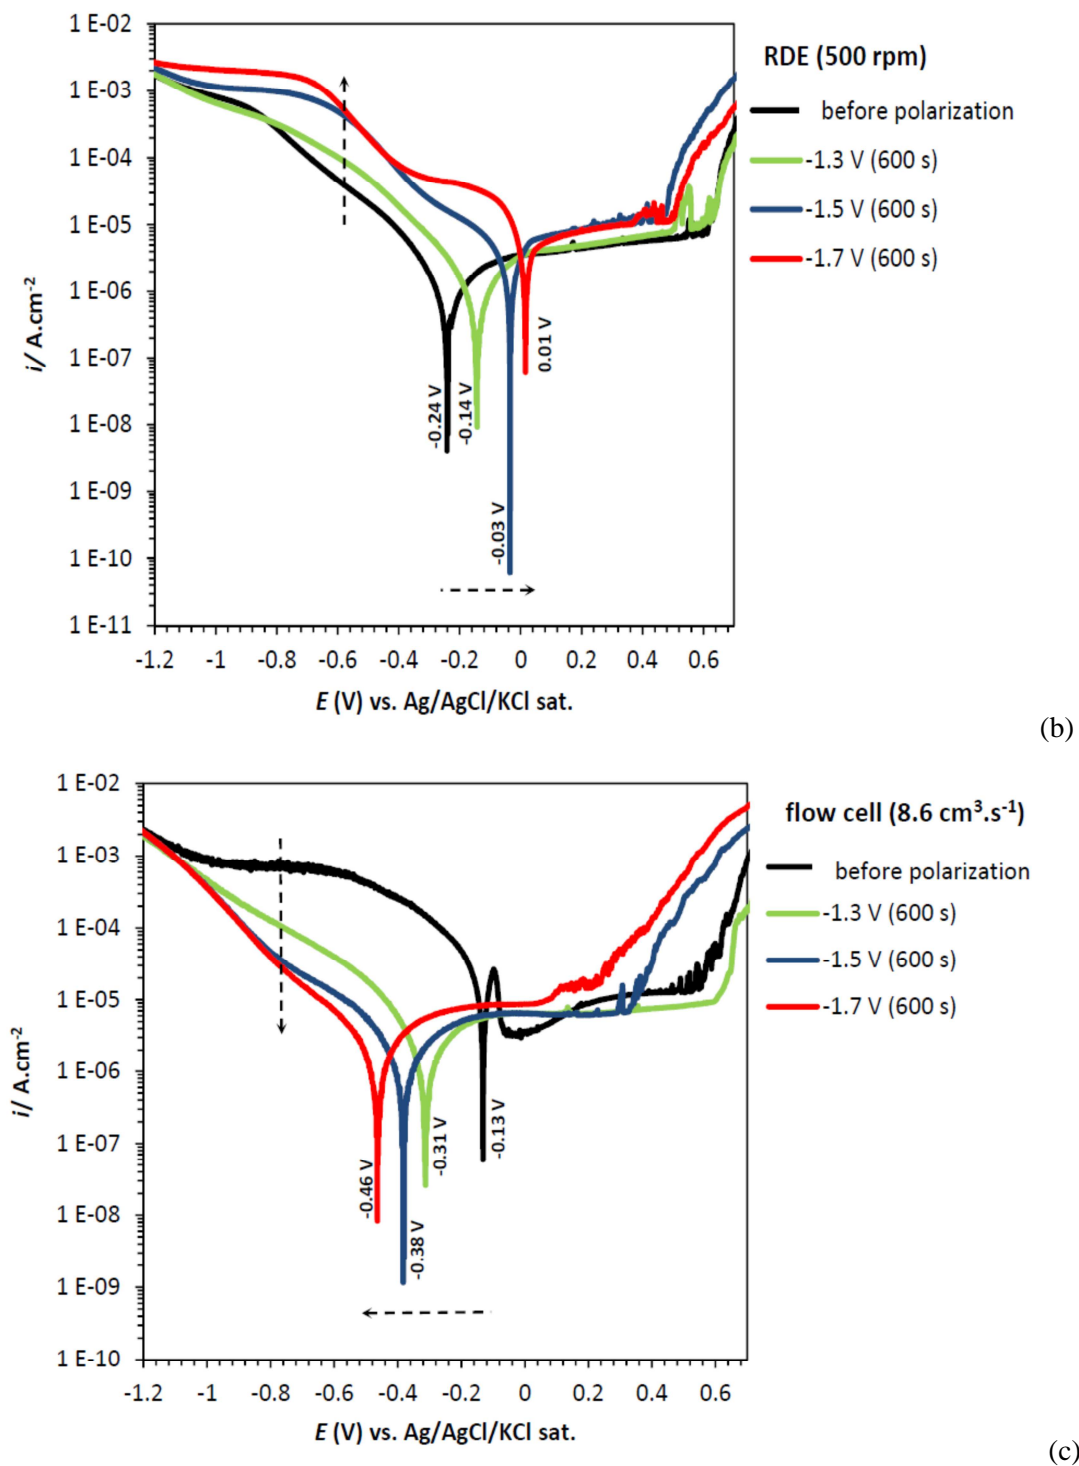 1 E-02
1 E-03
1 E-04
1 E-05
1 E-06
1 E-07
1 E-08
1 E-09
1 E-10
1 E-11
i/ A.cm-2
-1.2 -1 -0.8 -0.6 -0.4 -0.2 0 0.2 0.4 0.6
E (V) vs. Ag/AgCl/KCl sat.
-0.24 V
-0.14 V
-0.03 V
0.01 V
RDE (500 rpm)
before polarization
-1.3 V (600 s)
-1.5 V (600 s)
-1.7 V (600 s)
(b)
1 E-02
1 E-03
1 E-04
1 E-05
1 E-06
1 E-07
1 E-08
1 E-09
1 E-10
i/ A.cm-2
-1.2 -1 -0.8 -0.6 -0.4 -0.2 0 0.2 0.4 0.6
E (V) vs. Ag/AgCl/KCl sat.
-0.46 V
-0.38 V
-0.31 V
-0.13 V
flow cell (8.6 cm³.s-1)
before polarization
-1.3 V (600 s)
-1.5 V (600 s)
-1.7 V (600 s)
(c)